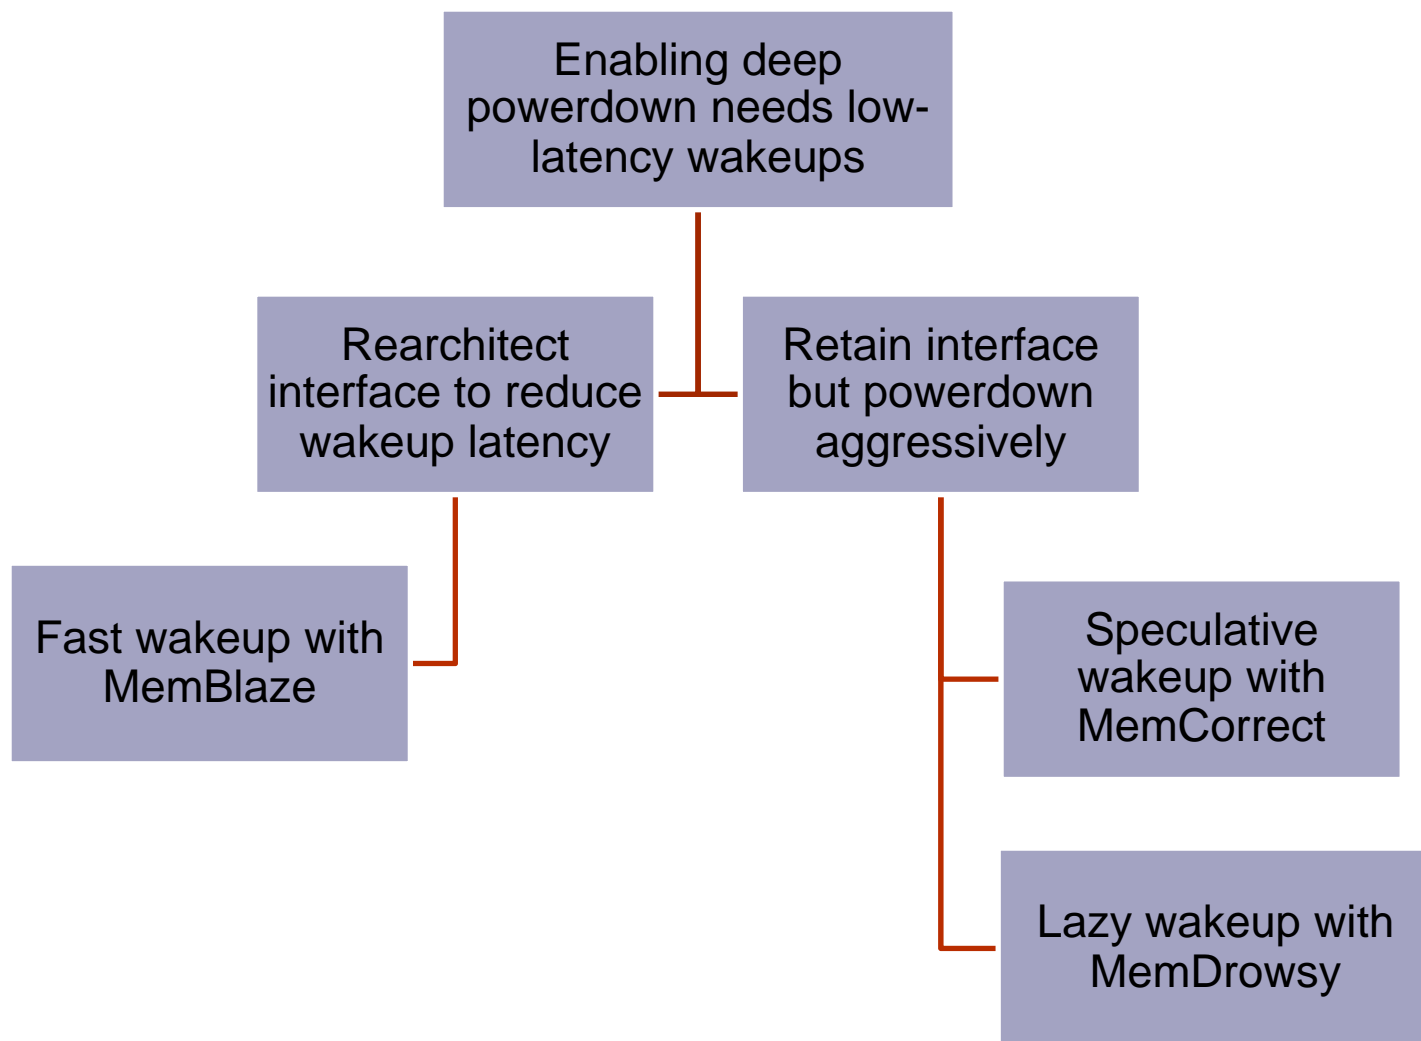 Enabling deep
powerdown needs low-
latency wakeups
Rearchitect
interface to reduce
wakeup latency
Retain interface
but powerdown
aggressively
Fast wakeup with
MemBlaze
Speculative
wakeup with
MemCorrect
Lazy wakeup with
MemDrowsy